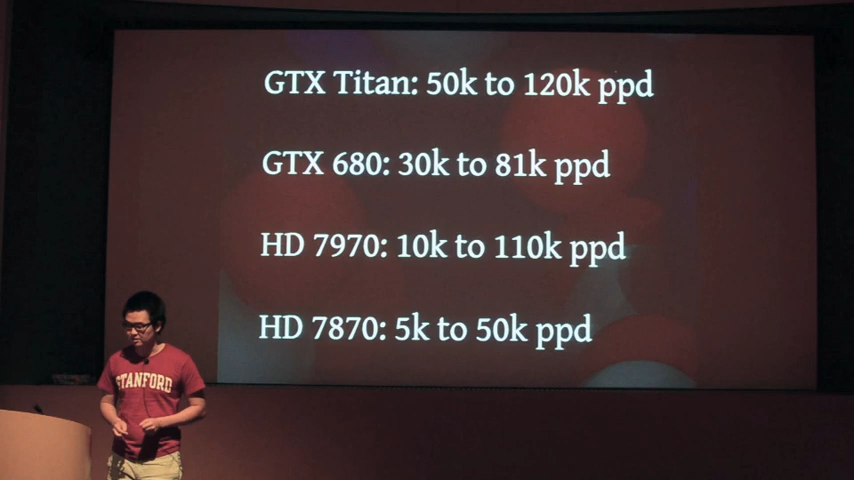 GTX Titan: 50k to 120k ppd
GTX 680: 30k to 81k ppd
HD 7970: 10k to 110k ppd
HD 7870: 5k to 50k ppd
STANFORD